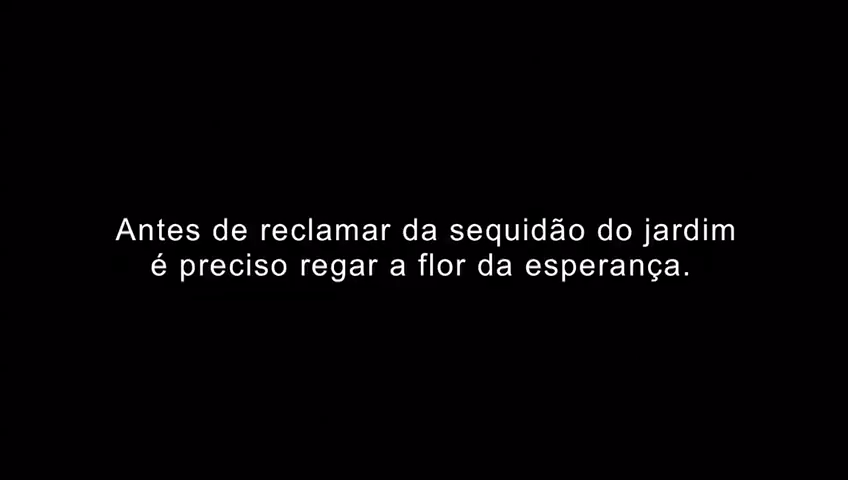 Antes de reclamar da sequidão do jardim
é preciso regar a flor da esperança.